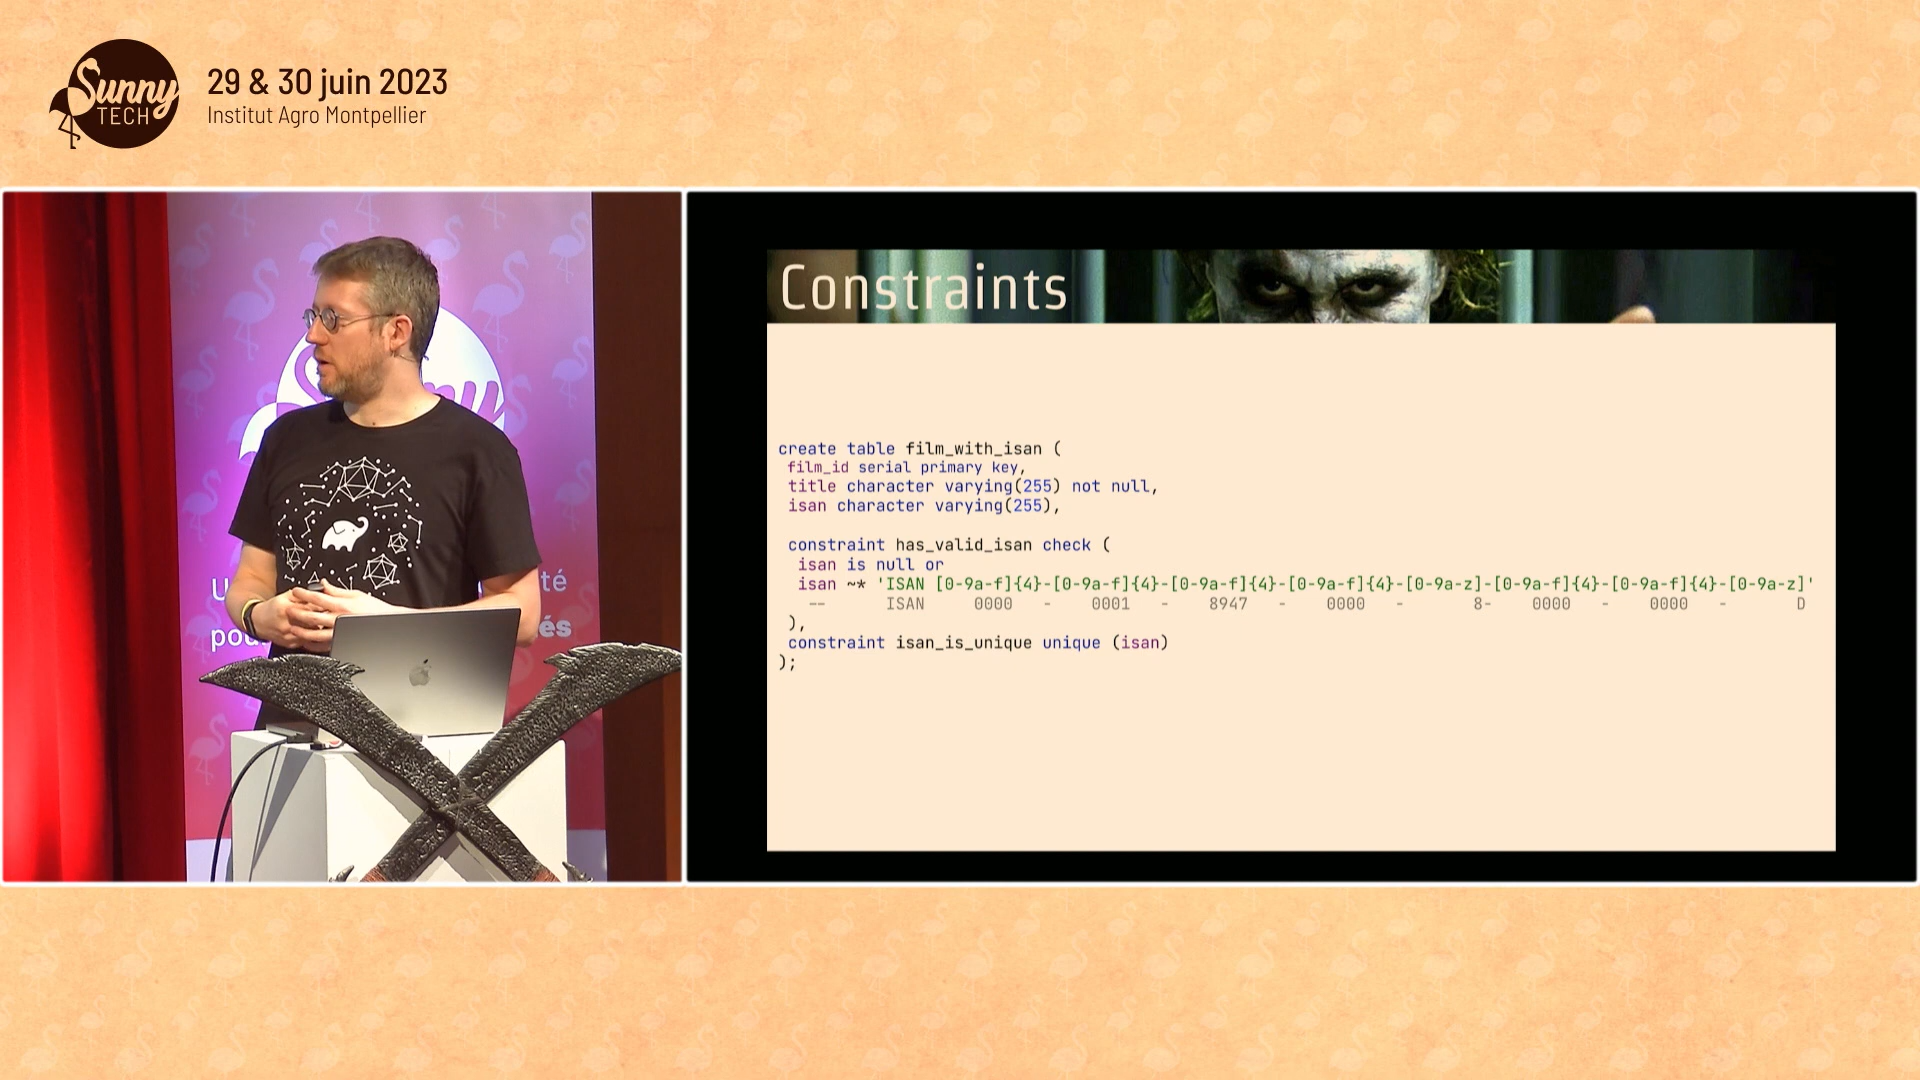 Sunny
TECH
29 & 30 juin 2023
Institut Agro Montpellier
té
és
Constraints
create table film_with_isan (
film_id serial primary key,
title character varying(255) not null,
isan character varying(255),
constraint has_valid_isan check (
isan is null or
isan ~* 'ISAN [0-9a-f]{4}-[0-9a-f]{4}-[0-9a-f]{4}-[0-9a-f]{4}-[0-9a-z]-[0-9a-f]{4}-[0-9a-f]{4}-[0-9a-z]'
-- ISAN 0000 - 0001 - 8947 - 0000 - 8- 0000 - 0000 - D
),
constraint isan_is_unique unique (isan)
);